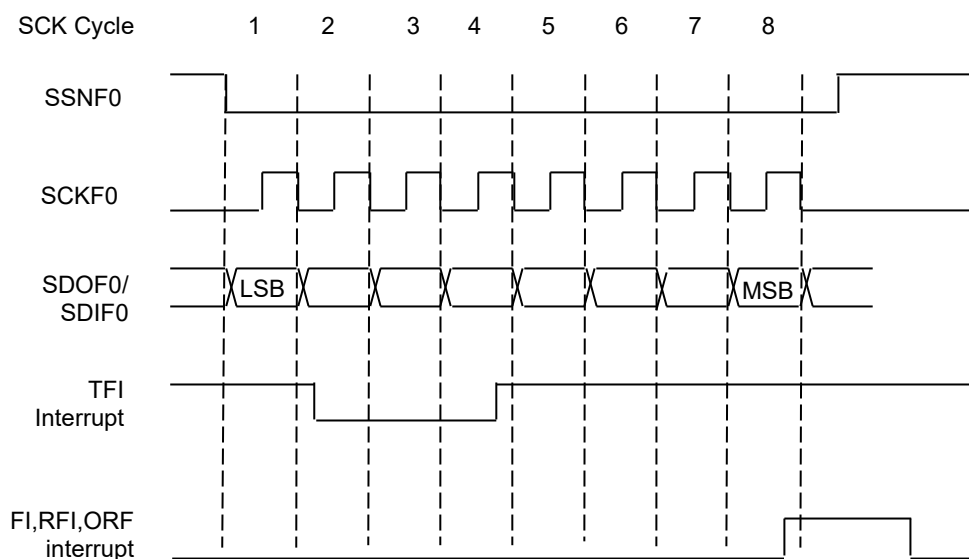 SCK Cycle 1 2 3 4 5 6 7 8
SSNF0
SCKF0
SDOF0/
SDIF0
LSB MSB
TFI
Interrupt
FI,RFI,ORF
interrupt